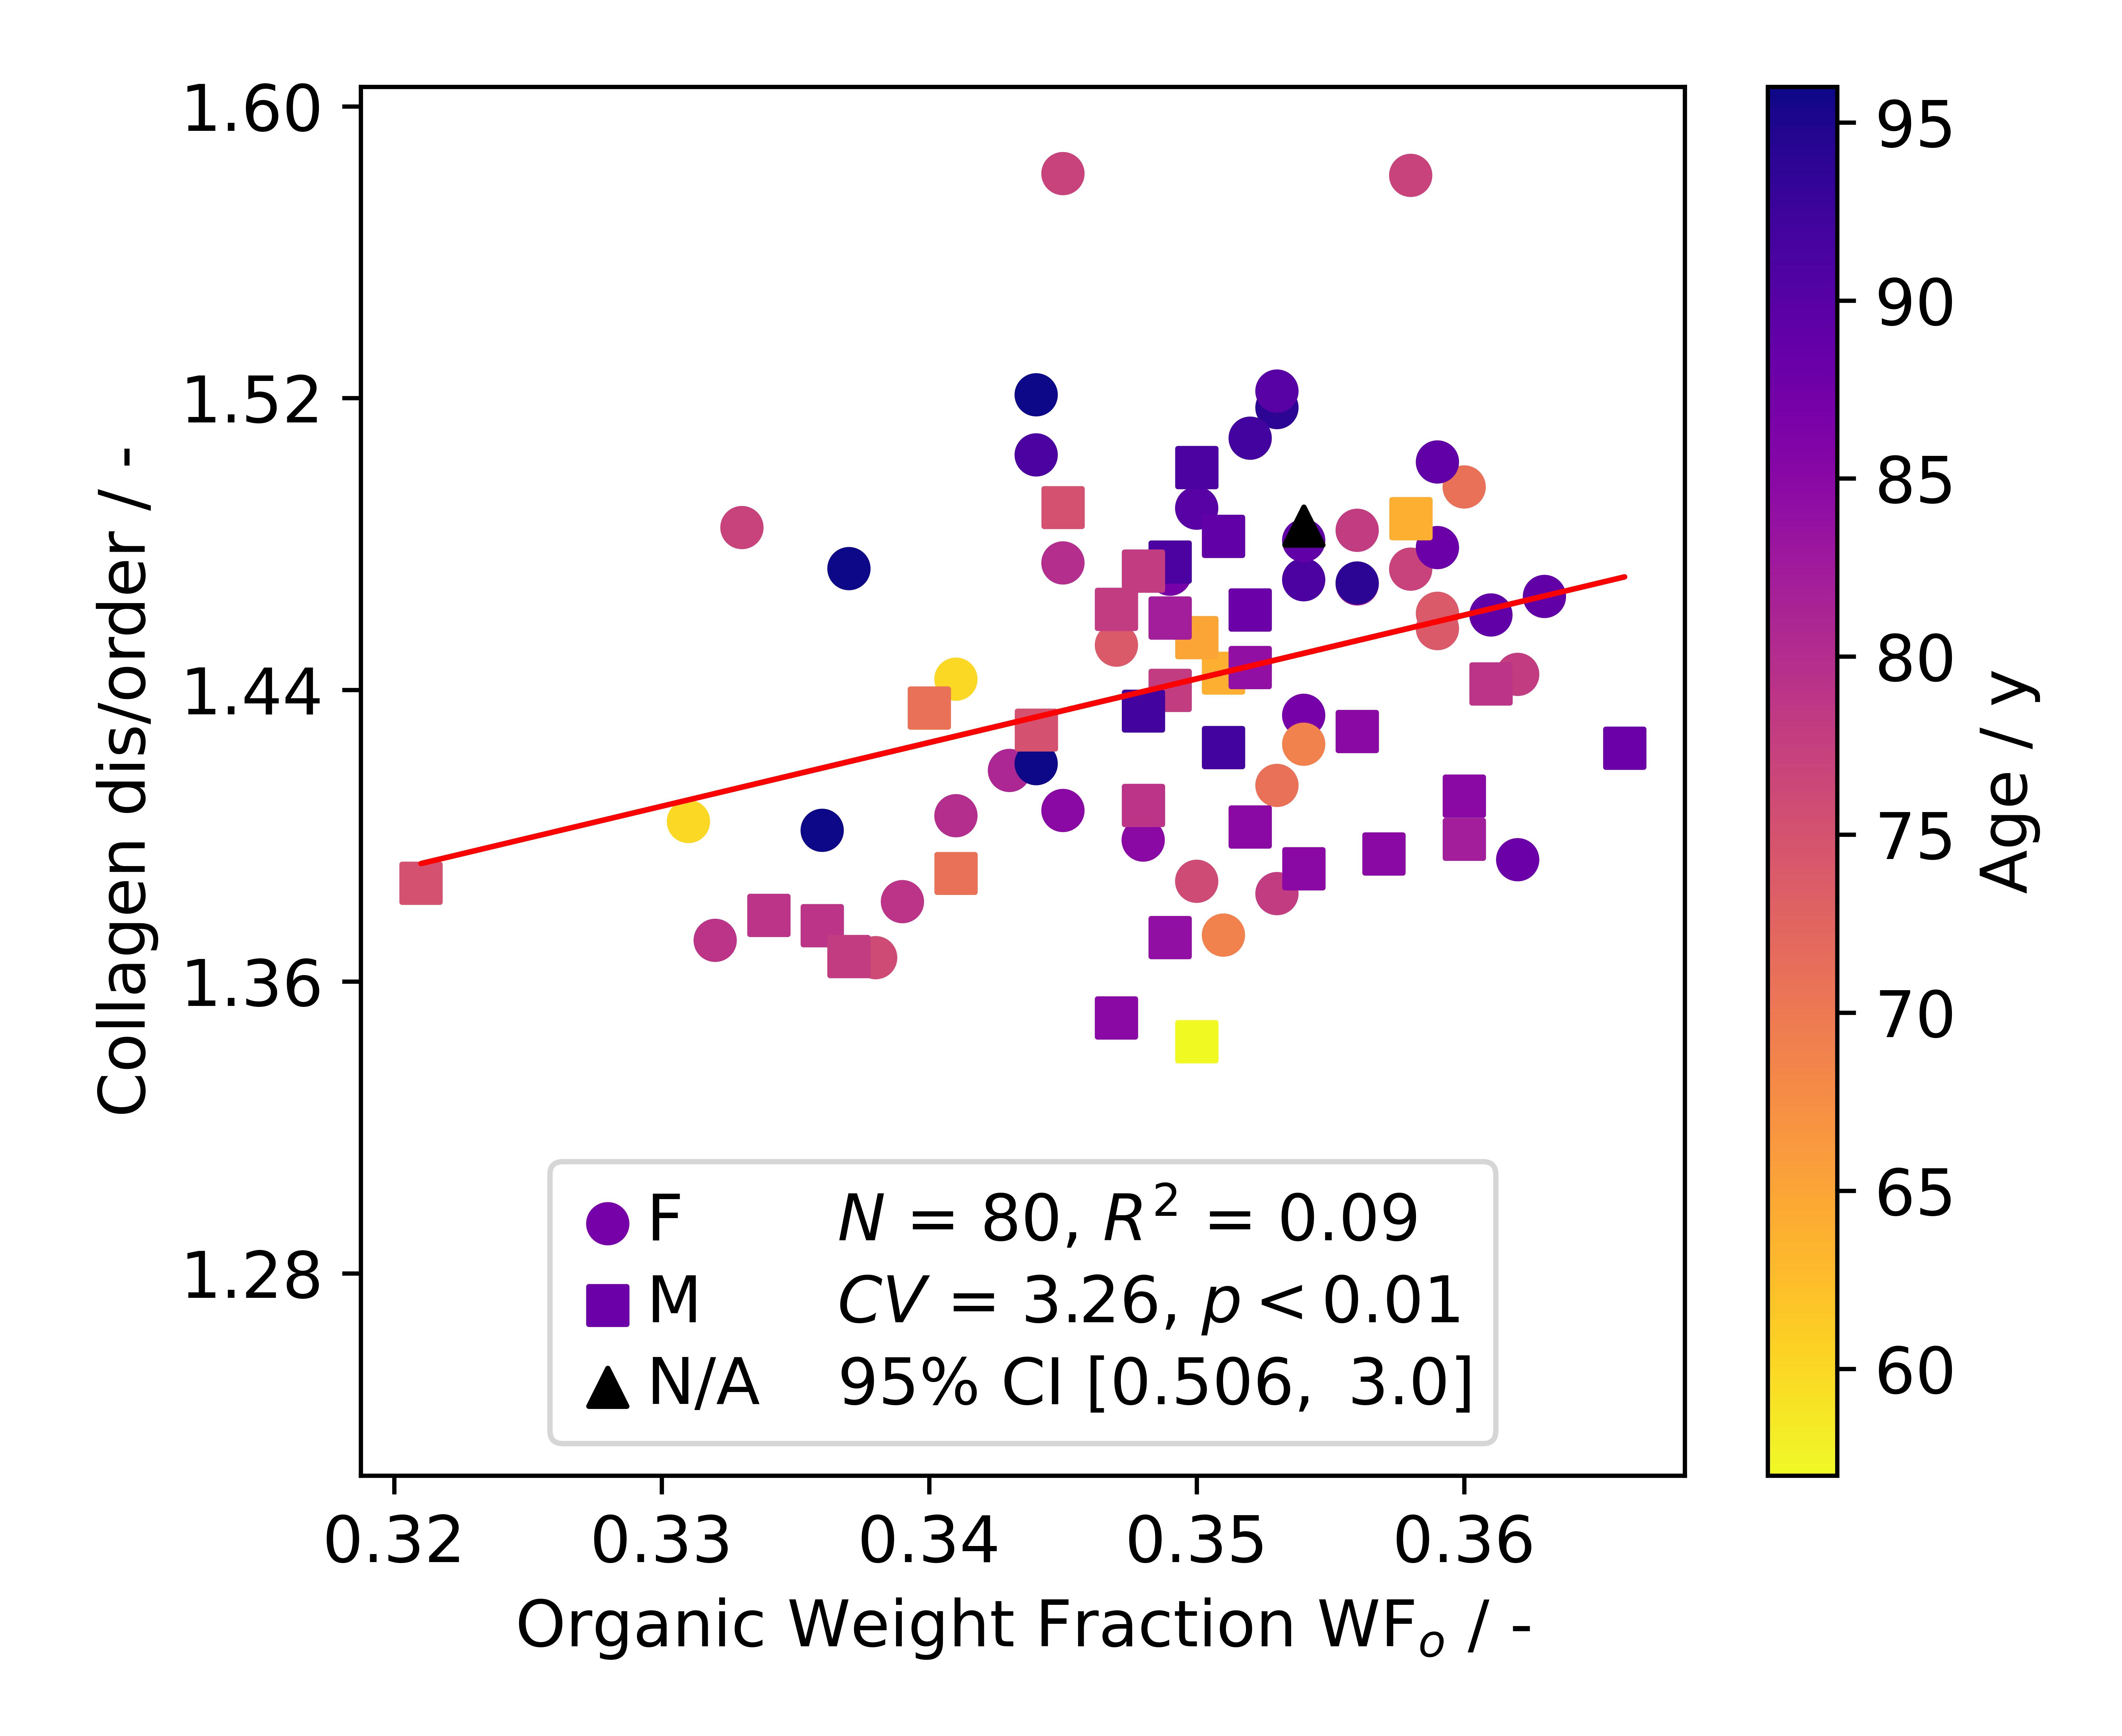 1.60
1.52
1.44
1.36
1.28
Collagen dis/order / -
0.32 0.33 0.34 0.35 0.36
Organic Weight Fraction WFₒ / -
F N = 80, R² = 0.09
M CV = 3.26, p < 0.01
N/A 95% CI [0.506, 3.0]
95
90
85
80
75
70
65
60
Age / y